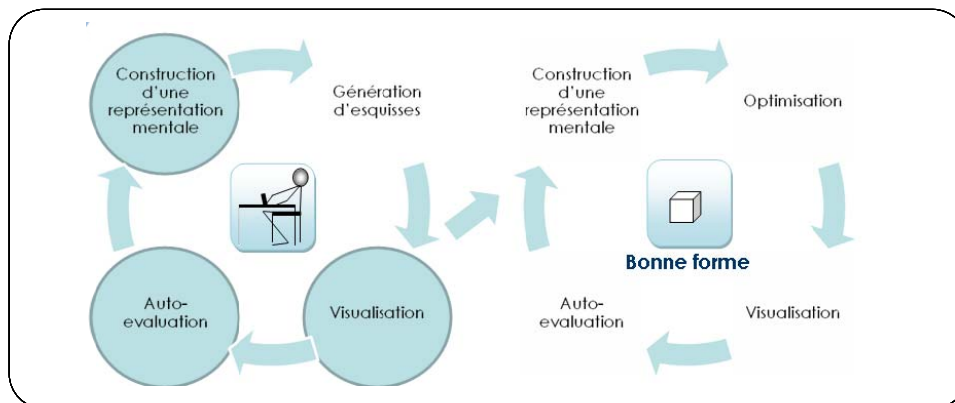 Construction
d'une
représentation
mentale
Génération
d'esquisses
Visualisation
Auto-
evaluation
Construction
d'une
représentation
mentale
Optimisation
Visualisation
Auto-
evaluation
Bonne forme